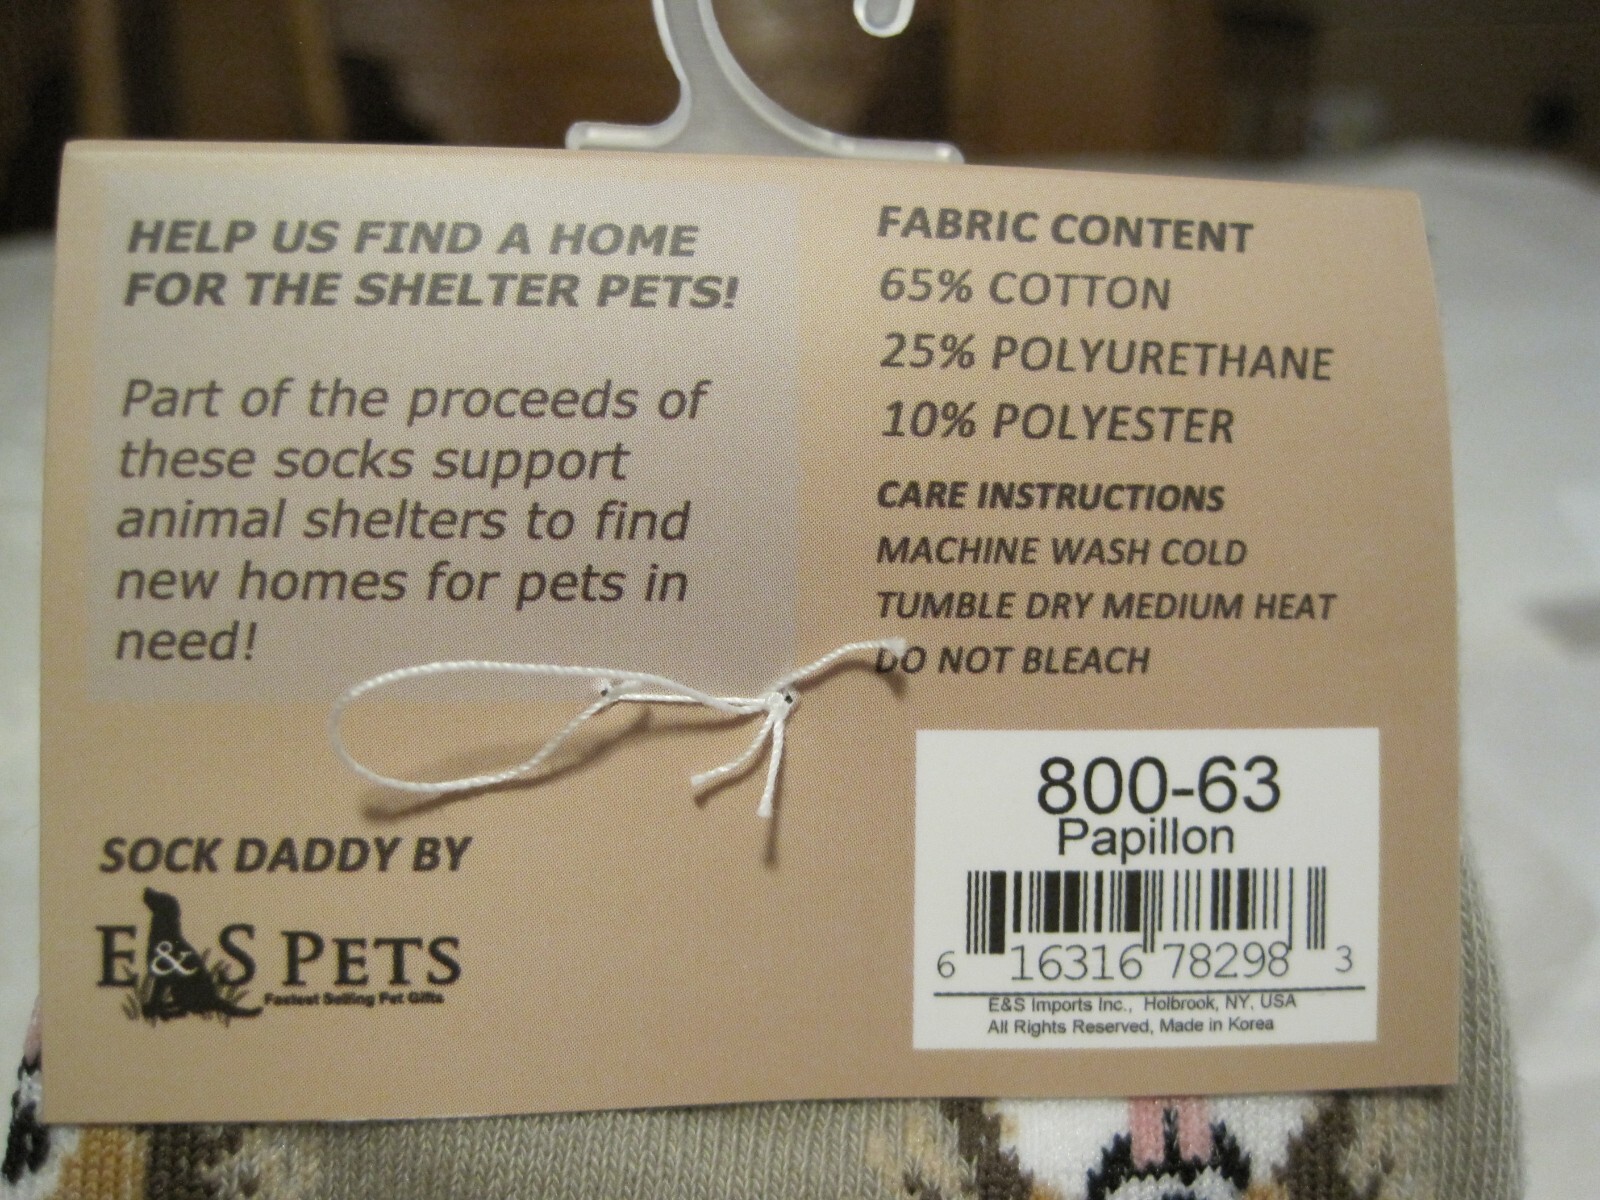 HELP US FIND A HOME
FOR THE SHELTER PETS!
Part of the proceeds of
these socks support
animal shelters to find
new homes for pets in
need!
SOCK DADDY BY
E&S PETS
Fastest Selling Pet Gifts
FABRIC CONTENT
65% COTTON
25% POLYURETHANE
10% POLYESTER
CARE INSTRUCTIONS
MACHINE WASH COLD
TUMBLE DRY MEDIUM HEAT
DO NOT BLEACH
800-63
Papillon
6 16316 78298 3
E&S Imports Inc., Holbrook, NY, USA
All Rights Reserved, Made in Korea